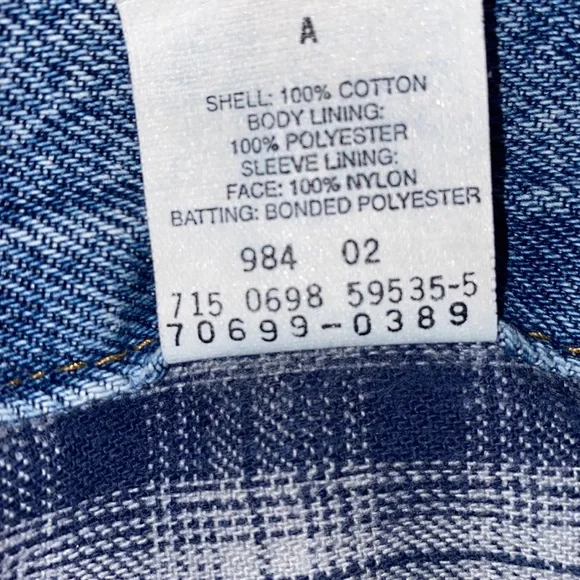 A
SHELL: 100% COTTON
BODY LINING:
100% POLYESTER
SLEEVE LINING:
FACE: 100% NYLON
BATTING: BONDED POLYESTER
984 02
715 0698 59535-5
70699-0389